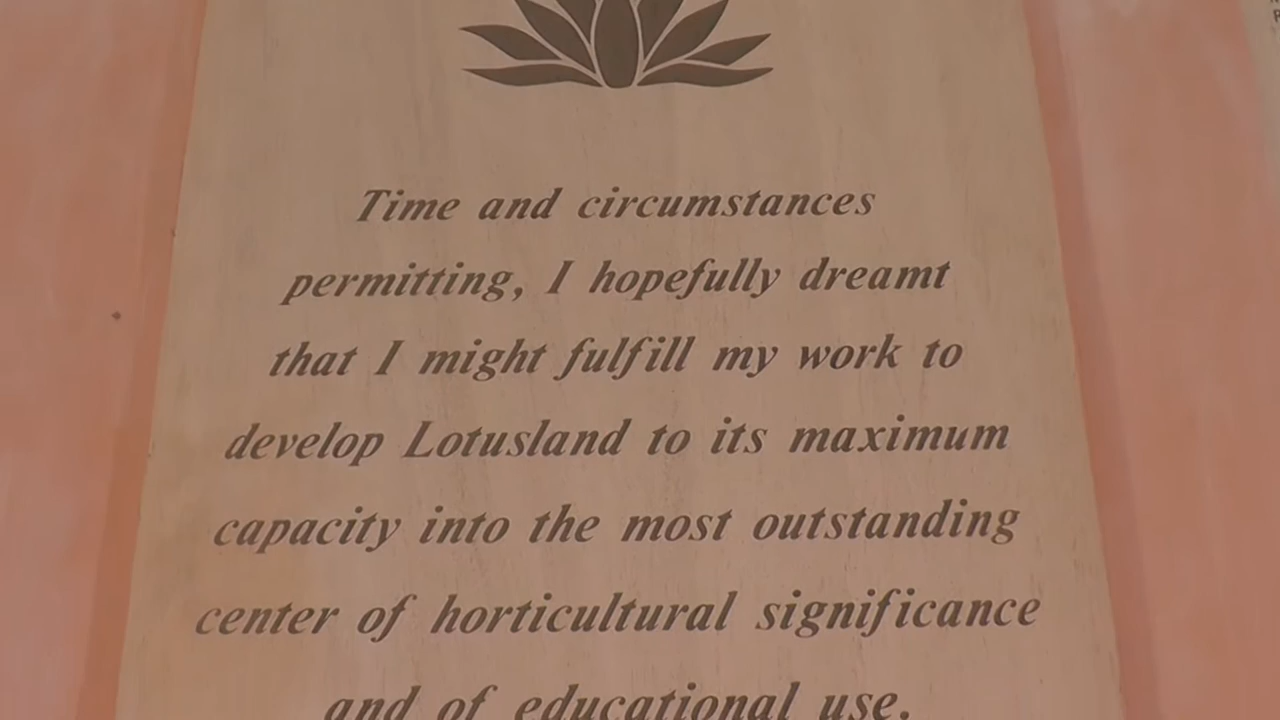 Time and circumstances
permitting, I hopefully dreamt
that I might fulfill my work to
develop Lotusland to its maximum
capacity into the most outstanding
center of horticultural significance
and of educational use.